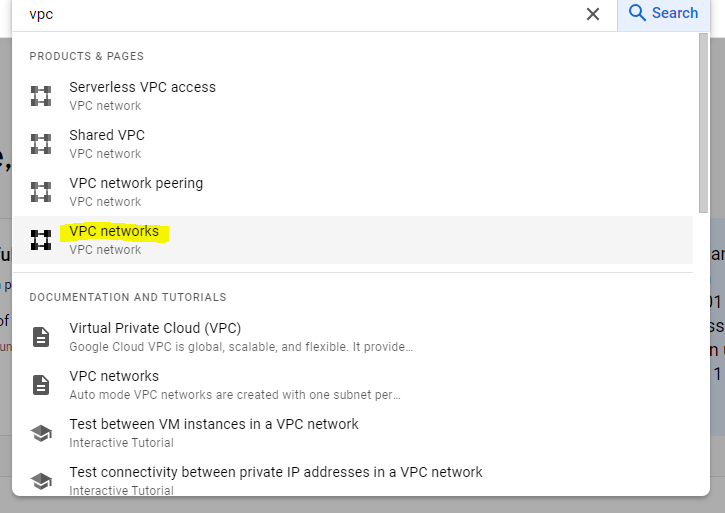 vpc
Search
PRODUCTS & PAGES
Serverless VPC access
VPC network
Shared VPC
VPC network
VPC network peering
VPC network
VPC networks
VPC network
DOCUMENTATION AND TUTORIALS
Virtual Private Cloud (VPC)
Google Cloud VPC is global, scalable, and flexible. It provide…
VPC networks
Auto mode VPC networks are created with one subnet per…
Test between VM instances in a VPC network
Interactive Tutorial
Test connectivity between private IP addresses in a VPC network
Interactive Tutorial